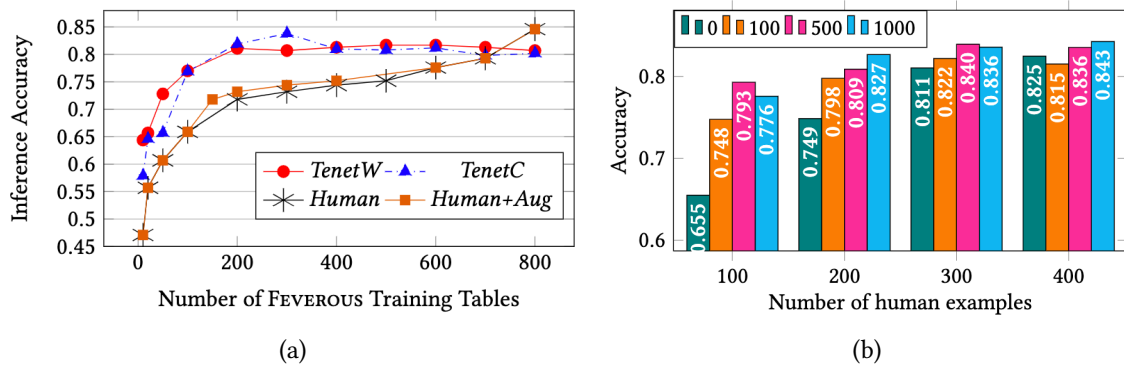 0.85
0.8
0.75
0.7
0.65
0.6
0.55
0.5
0.45
Inference Accuracy
TenetW TenetC
Human Human+Aug
0 200 400 600 800
Number of FEVEROUS Training Tables
(a)
0 100 500 1000
0.8
0.7
0.6
Accuracy
0.655 0.748 0.793 0.776
0.749 0.798 0.809 0.827
0.811 0.822 0.840 0.836
0.825 0.815 0.836 0.843
100 200 300 400
Number of human examples
(b)